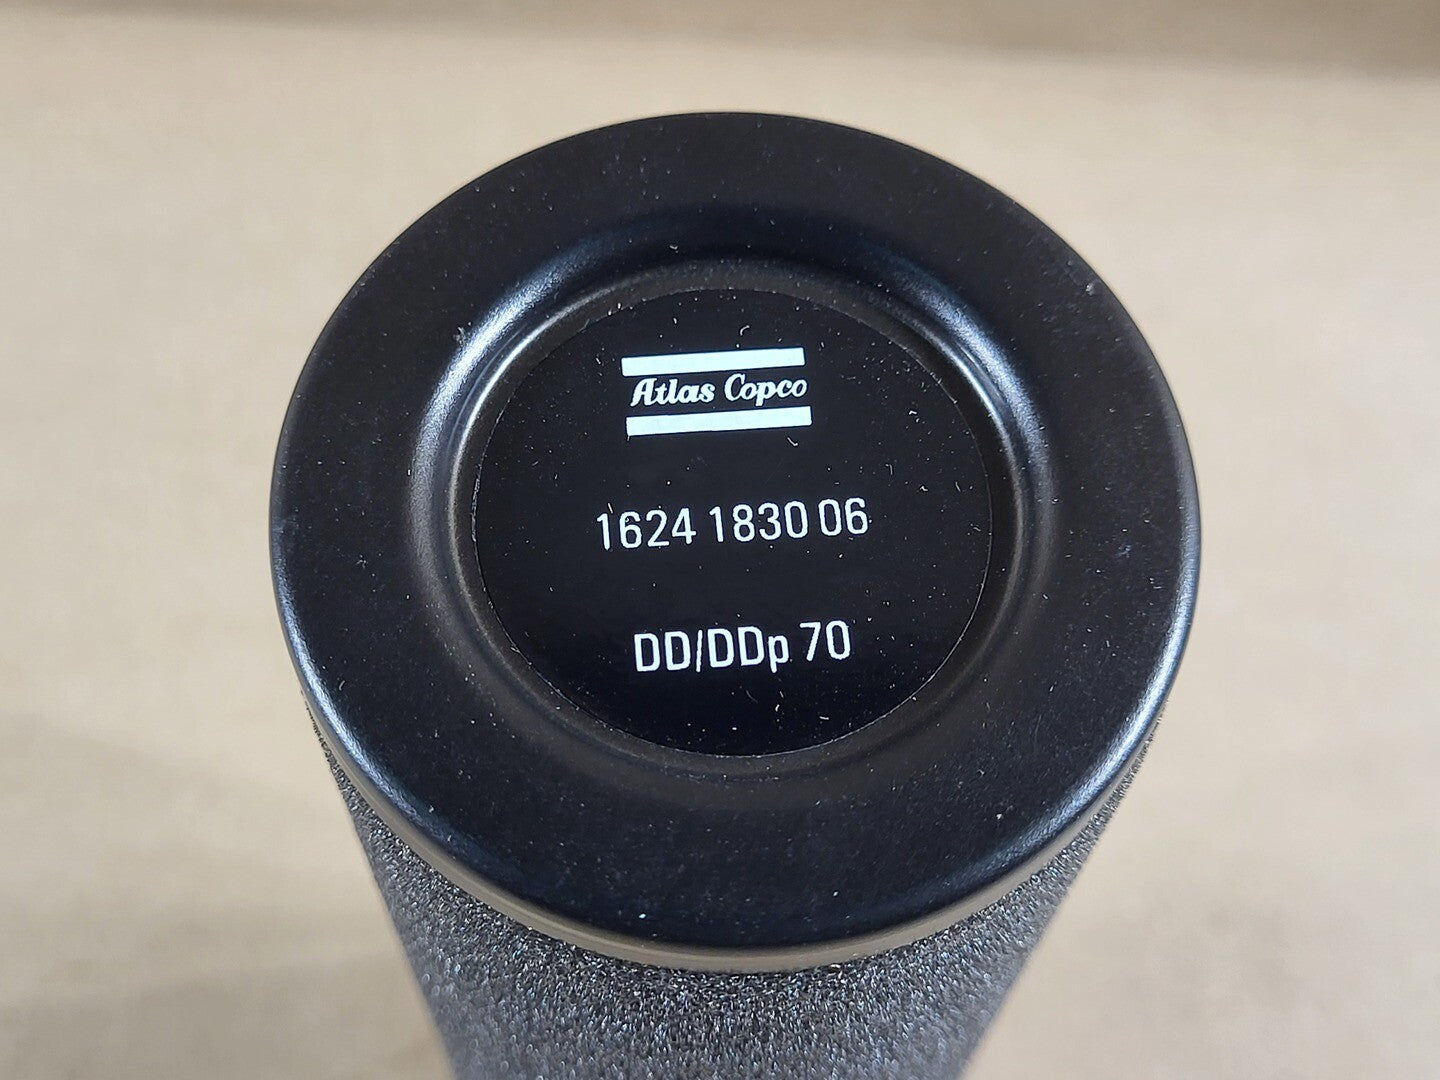 Atlas Copco
1624 1830 06
DD/DDp 70